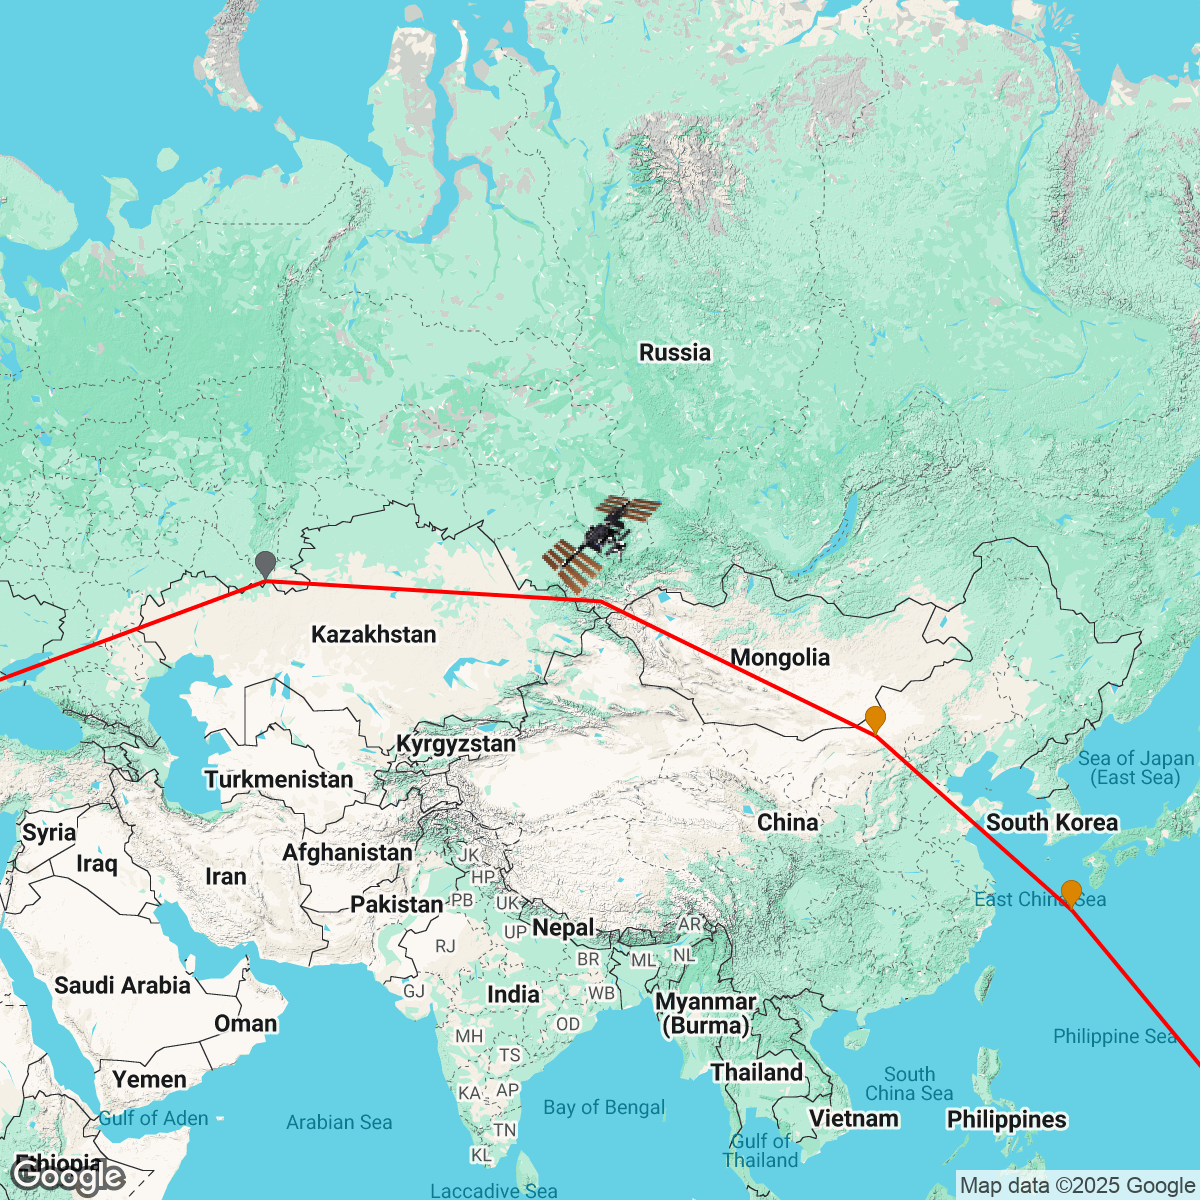 Russia
Kazakhstan
Mongolia
Kyrgyzstan
Sea of Japan
(East Sea)
Turkmenistan
Syria
China
South Korea
Afghanistan
JK
Iraq
Iran
HP
Pakistan
PB
UK
East China Sea
Nepal
AR
UP
RJ
BR
ML
NL
Saudi Arabia
GJ
India
WB
Myanmar
(Burma)
Oman
OD
MH
Philippine Sea
TS
Thailand
South
China Sea
Yemen
KA
AP
Gulf of Aden
Arabian Sea
Bay of Bengal
Vietnam
Philippines
TN
Gulf of
Thailand
KL
Ethiopia
Google
Laccadive Sea
Map data ©2025 Google